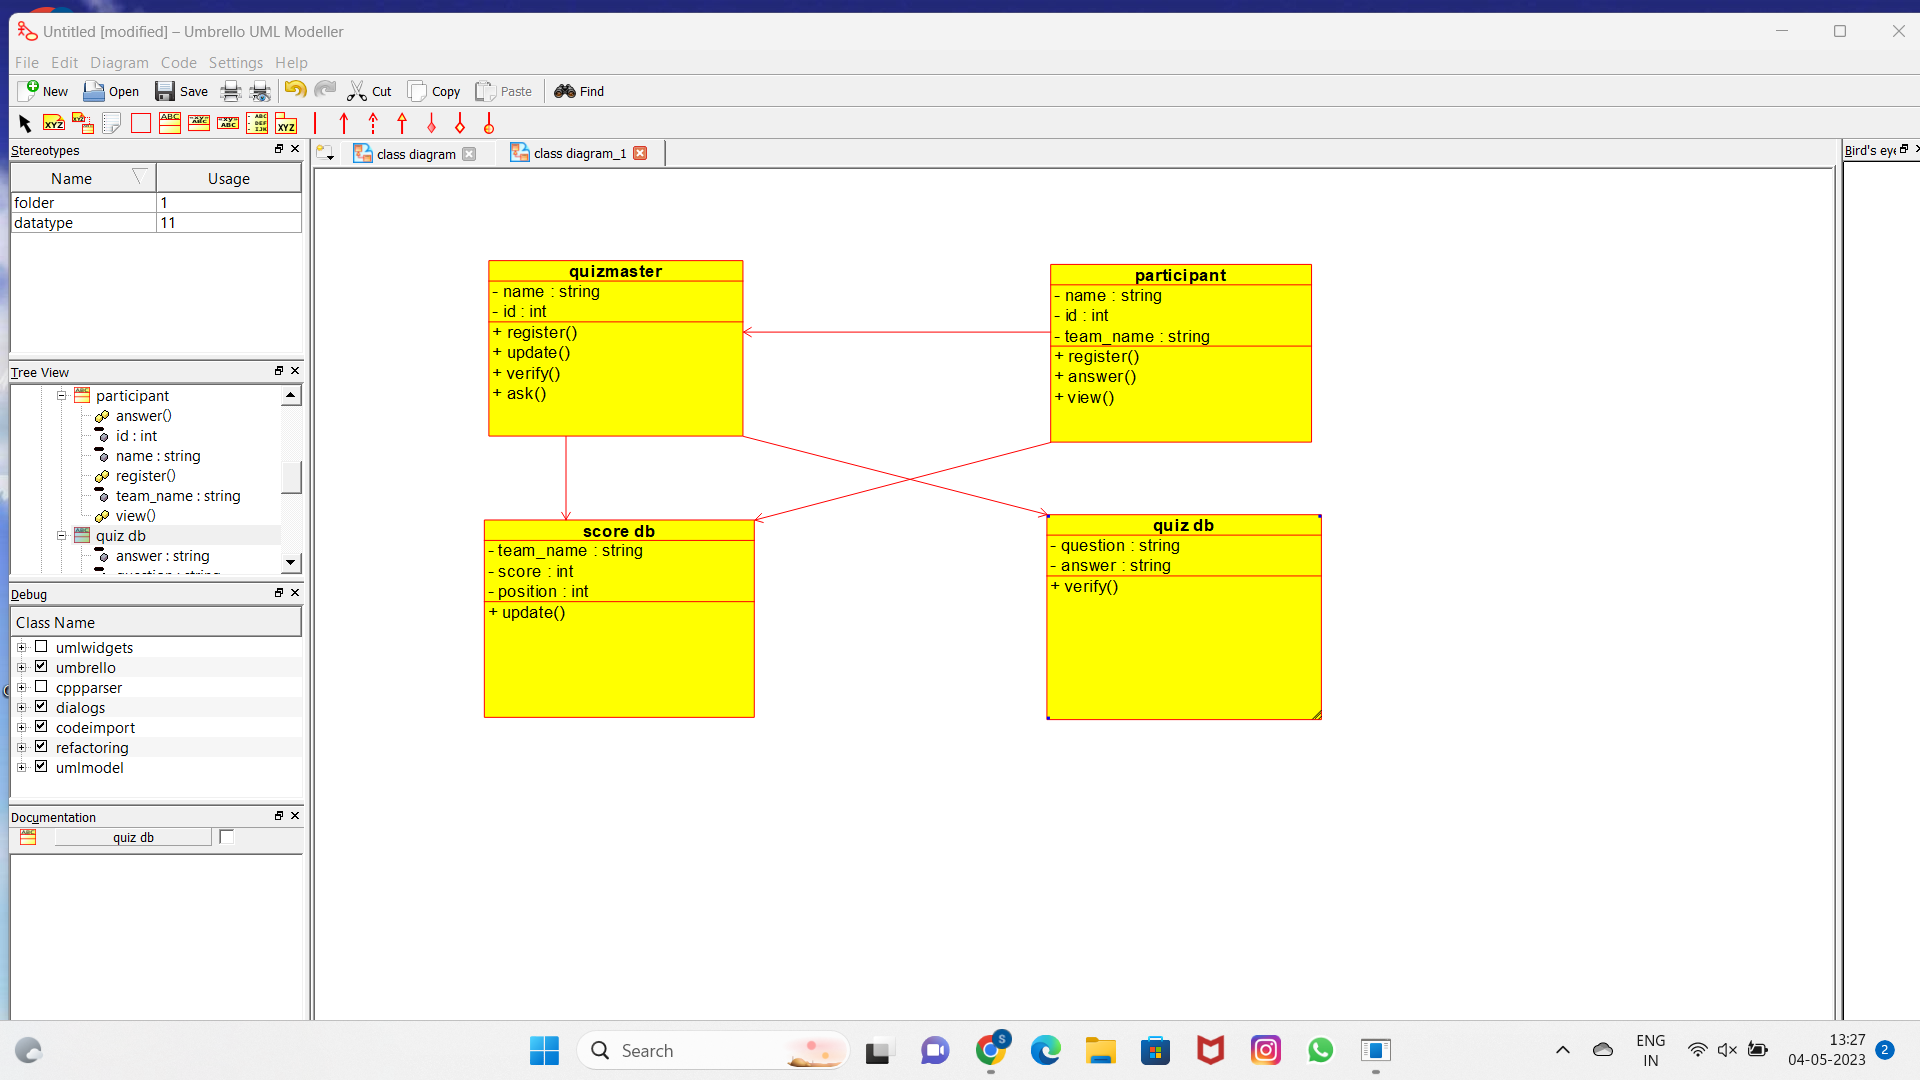 Untitled [modified] – Umbrello UML Modeller
File Edit Diagram Code Settings Help
New Open Save Cut Copy Paste Find
Stereotypes
Name Usage
folder 1
datatype 11
Tree View
participant
answer()
id : int
name : string
register()
team_name : string
view()
quiz db
answer : string
Debug
Class Name
umlwidgets
umbrello
cppparser
dialogs
codeimport
refactoring
umlmodel
Documentation
quiz db
class diagram
class diagram_1
Bird's eye
quizmaster
- name : string
- id : int
+ register()
+ update()
+ verify()
+ ask()
participant
- name : string
- id : int
- team_name : string
+ register()
+ answer()
+ view()
score db
- team_name : string
- score : int
- position : int
+ update()
quiz db
- question : string
- answer : string
+ verify()
Search
S
ENG
IN
13:27
04-05-2023
2